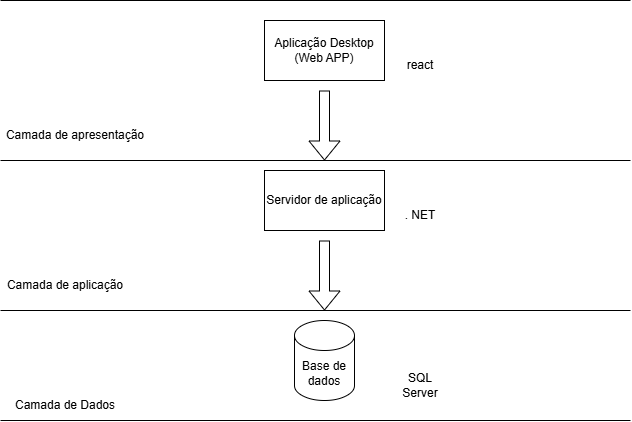 Aplicação Desktop
(Web APP)
react
Camada de apresentação
Servidor de aplicação
. NET
Camada de aplicação
Base de
dados
SQL
Server
Camada de Dados